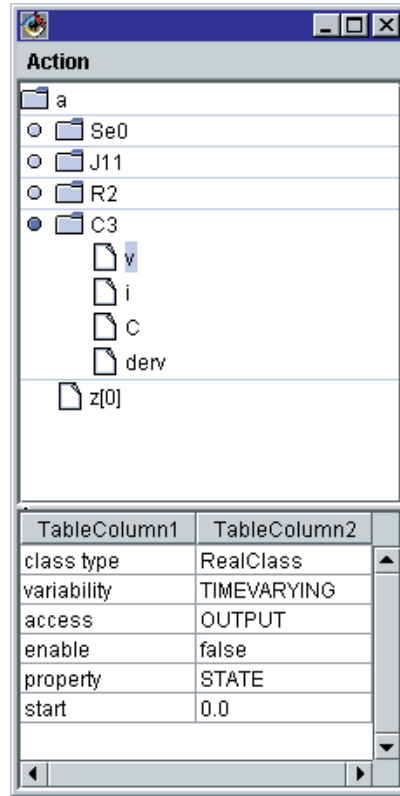 Action
a
Se0
J11
R2
C3
v
i
C
derv
z[0]
TableColumn1 TableColumn2
class type RealClass
variability TIMEVARYING
access OUTPUT
enable false
property STATE
start 0.0